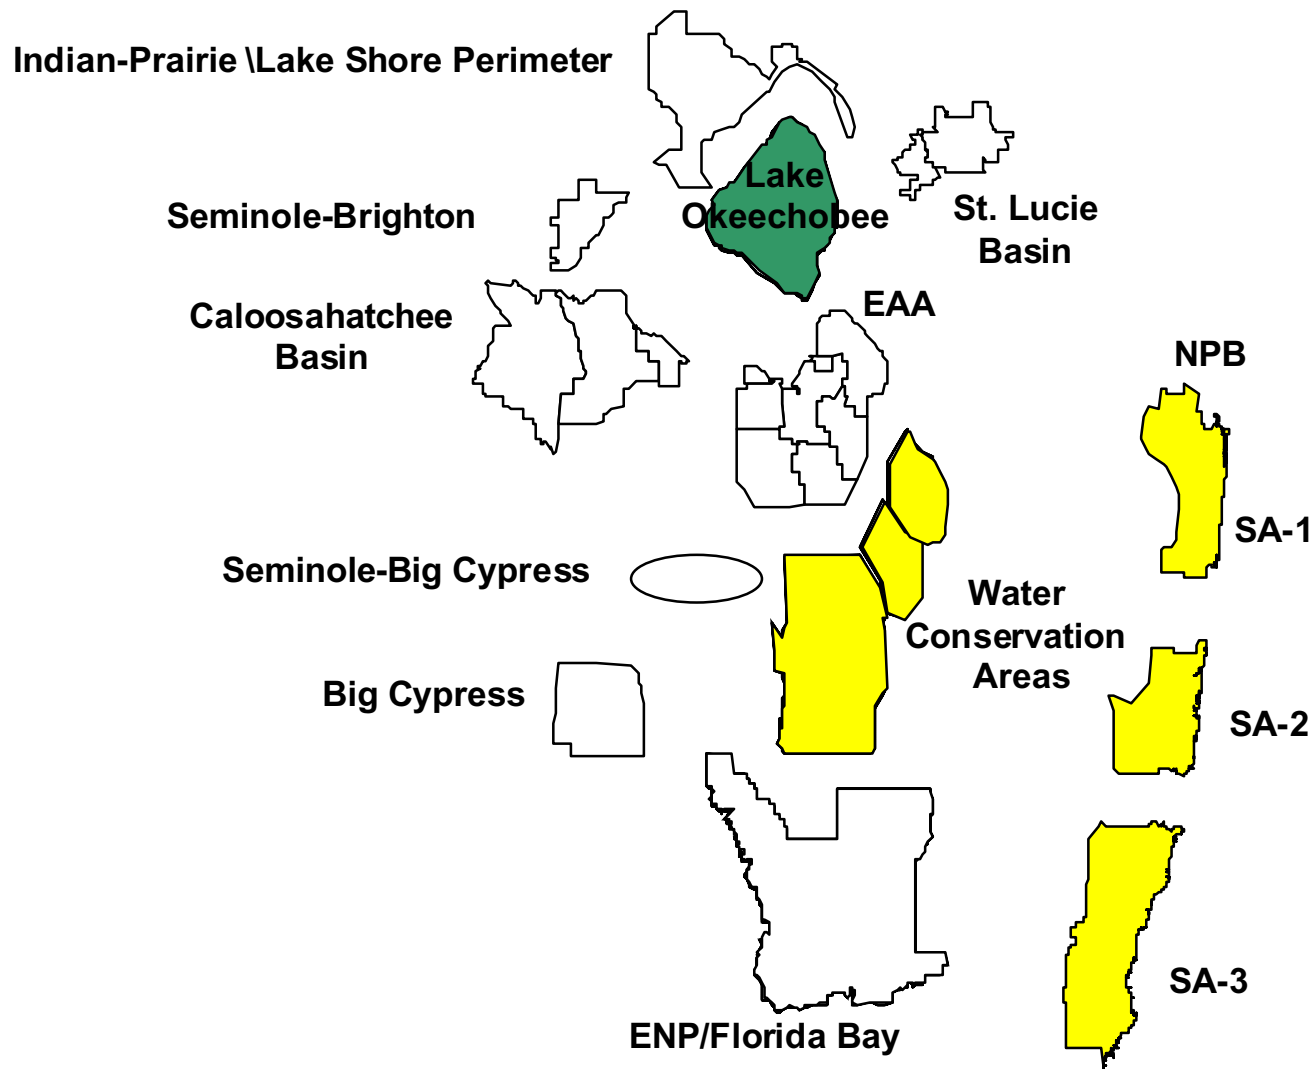 Indian-Prairie \Lake Shore Perimeter
Lake
Okeechobee
Seminole-Brighton
St. Lucie
Basin
Caloosahatchee
Basin
EAA
NPB
SA-1
Seminole-Big Cypress
Water
Conservation
Areas
Big Cypress
SA-2
SA-3
ENP/Florida Bay